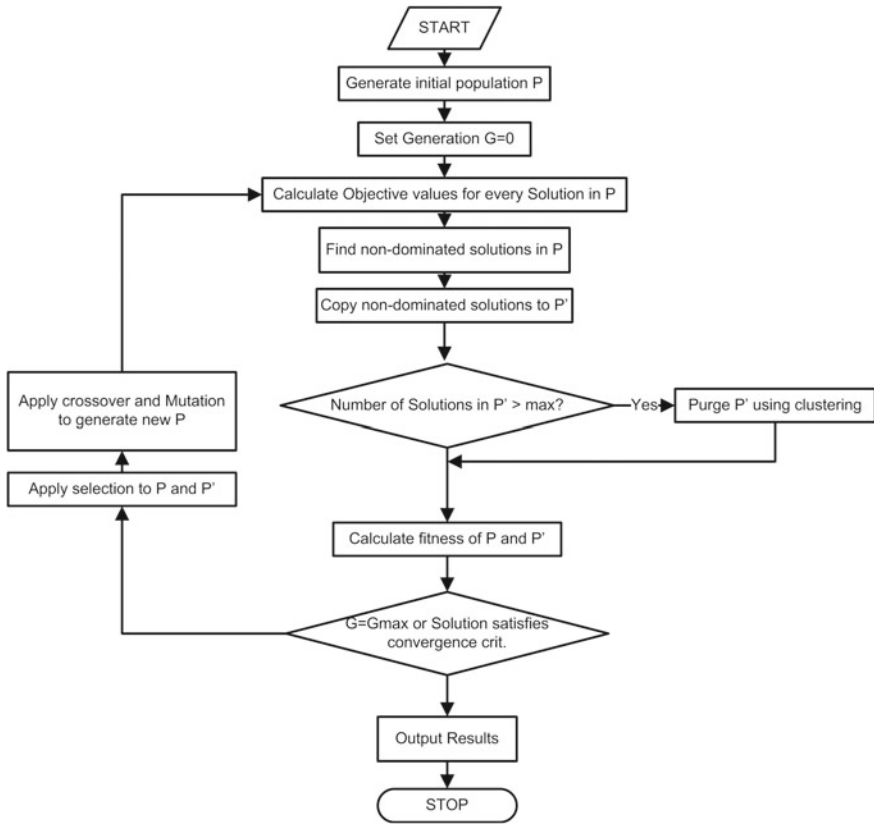 START
Generate initial population P
Set Generation G=0
Calculate Objective values for every Solution in P
Find non-dominated solutions in P
Copy non-dominated solutions to P'
Number of Solutions in P' > max?
Yes
Purge P' using clustering
Apply crossover and Mutation
to generate new P
Apply selection to P and P'
Calculate fitness of P and P'
G=Gmax or Solution satisfies
convergence crit.
Output Results
STOP